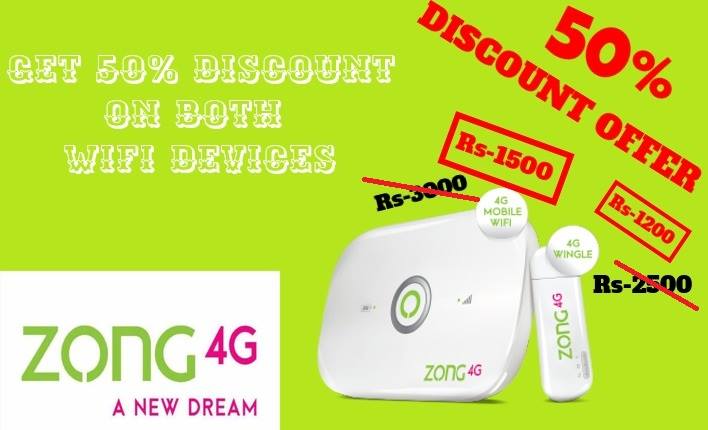 GET 50% DISCOUNT
ON BOTH
WIFI DEVICES
50%
DISCOUNT OFFER
Rs-1500
Rs-3000
4G
MOBILE
WIFI
Rs-1200
4G
WINGLE
Rs-2500
ZONG 4G
ZONG 4G
ZONG 4G
A NEW DREAM